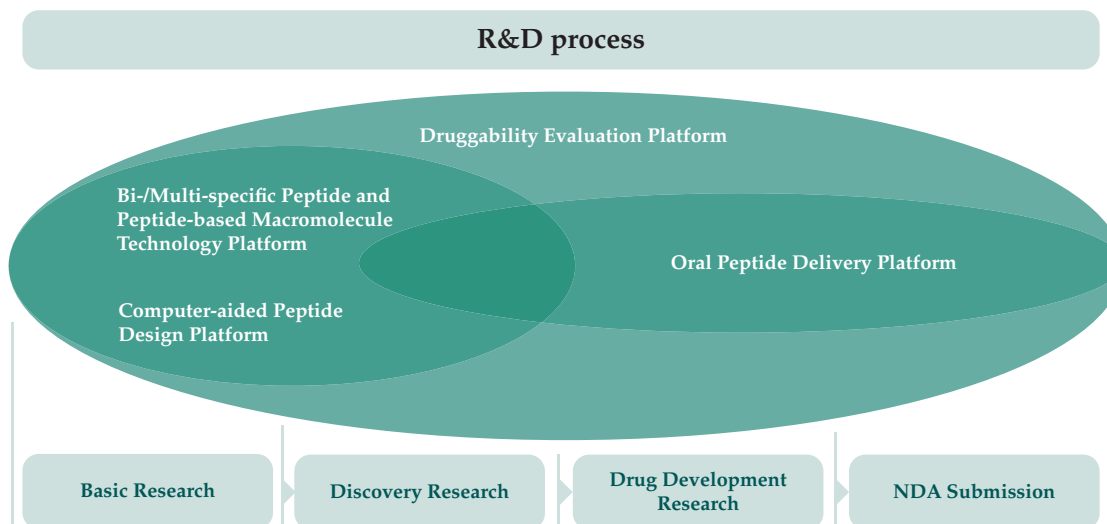 R&D process
Druggability Evaluation Platform
Bi-/Multi-specific Peptide and
Peptide-based Macromolecule
Technology Platform
Oral Peptide Delivery Platform
Computer-aided Peptide
Design Platform
Basic Research
Discovery Research
Drug Development
Research
NDA Submission